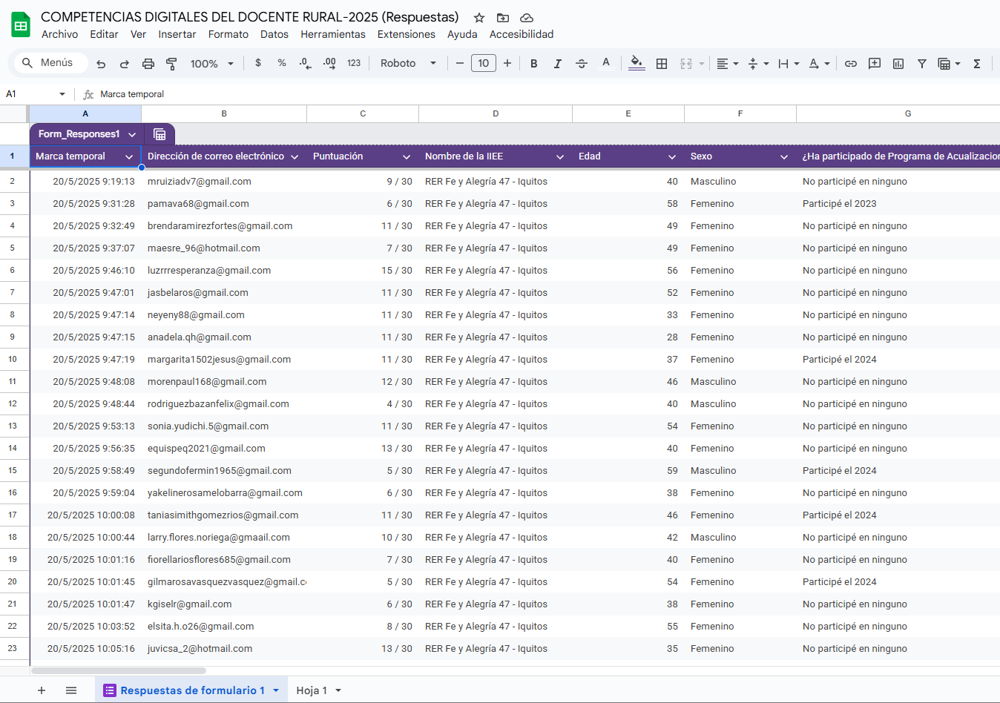 COMPETENCIAS DIGITALES DEL DOCENTE RURAL-2025 (Respuestas)
Archivo Editar Ver Insertar Formato Datos Herramientas Extensiones Ayuda Accesibilidad
Menús 100% $ % .0 .00 123 Roboto 10 B I A A Σ
A1 fx Marca temporal
A B C D E F G
Form_Responses1
1 Marca temporal Dirección de correo electrónico Puntuación Nombre de la IIEE Edad Sexo ¿Ha participado de Programa de Acualizacion
2 20/5/2025 9:19:13 mruiziadv7@gmail.com 9 / 30 RER Fe y Alegría 47 - Iquitos 40 Masculino No participé en ninguno
3 20/5/2025 9:31:28 pamava68@gmail.com 6 / 30 RER Fe y Alegría 47 - Iquitos 58 Femenino Participé el 2023
4 20/5/2025 9:32:49 brendaramirezfortes@gmail.com 11 / 30 RER Fe y Alegría 47 - Iquitos 49 Femenino No participé en ninguno
5 20/5/2025 9:37:07 maesre_96@hotmail.com 7 / 30 RER Fe y Alegría 47 - Iquitos 49 Femenino No participé en ninguno
6 20/5/2025 9:46:10 luzrrresperanza@gmail.com 15 / 30 RER Fe y Alegría 47 - Iquitos 56 Femenino No participé en ninguno
7 20/5/2025 9:47:01 jasbelaros@gmail.com 11 / 30 RER Fe y Alegría 47 - Iquitos 52 Femenino No participé en ninguno
8 20/5/2025 9:47:14 neyeny88@gmail.com 11 / 30 RER Fe y Alegría 47 - Iquitos 33 Femenino No participé en ninguno
9 20/5/2025 9:47:15 anadela.qh@gmail.com 11 / 30 RER Fe y Alegría 47 - Iquitos 28 Femenino No participé en ninguno
10 20/5/2025 9:47:19 margarita1502jesus@gmail.com 11 / 30 RER Fe y Alegría 47 - Iquitos 37 Femenino Participé el 2024
11 20/5/2025 9:48:08 morenpaul168@gmail.com 12 / 30 RER Fe y Alegría 47 - Iquitos 46 Masculino No participé en ninguno
12 20/5/2025 9:48:44 rodriguezbazanfelix@gmail.com 4 / 30 RER Fe y Alegría 47 - Iquitos 40 Masculino No participé en ninguno
13 20/5/2025 9:53:13 sonia.yudichi.5@gmail.com 11 / 30 RER Fe y Alegría 47 - Iquitos 54 Femenino No participé en ninguno
14 20/5/2025 9:56:35 equispeq2021@gmail.com 13 / 30 RER Fe y Alegría 47 - Iquitos 40 Femenino No participé en ninguno
15 20/5/2025 9:58:49 segundofermin1965@gmail.com 5 / 30 RER Fe y Alegría 47 - Iquitos 59 Masculino Participé el 2024
16 20/5/2025 9:59:04 yakelinerosamelobarra@gmail.com 6 / 30 RER Fe y Alegría 47 - Iquitos 38 Femenino No participé en ninguno
17 20/5/2025 10:00:08 taniasimithgomezrios@gmail.com 11 / 30 RER Fe y Alegría 47 - Iquitos 46 Femenino Participé el 2024
18 20/5/2025 10:00:44 larry.flores.noriega@gmaail.com 10 / 30 RER Fe y Alegría 47 - Iquitos 42 Masculino No participé en ninguno
19 20/5/2025 10:01:16 fiorellariosflores685@gmail.com 7 / 30 RER Fe y Alegría 47 - Iquitos 40 Femenino No participé en ninguno
20 20/5/2025 10:01:45 gilmarosavasquezvasquez@gmail.c 5 / 30 RER Fe y Alegría 47 - Iquitos 54 Femenino Participé el 2024
21 20/5/2025 10:01:47 kgiselr@gmail.com 6 / 30 RER Fe y Alegría 47 - Iquitos 38 Femenino No participé en ninguno
22 20/5/2025 10:03:52 elsita.h.o26@gmail.com 8 / 30 RER Fe y Alegría 47 - Iquitos 55 Femenino No participé en ninguno
23 20/5/2025 10:05:16 juvicsa_2@hotmail.com 13 / 30 RER Fe y Alegría 47 - Iquitos 35 Femenino No participé en ninguno
Respuestas de formulario 1 Hoja 1